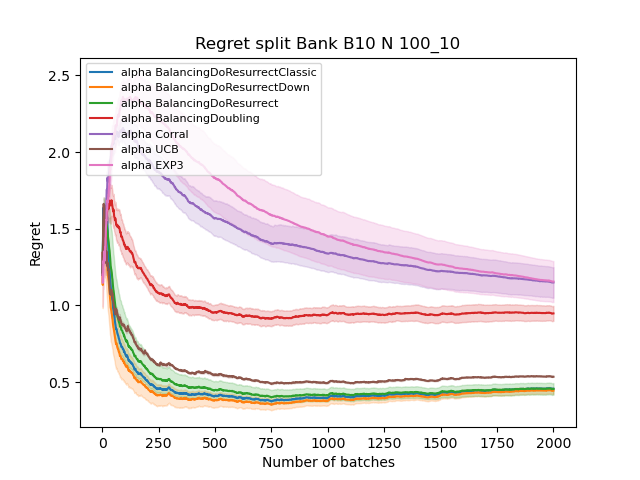 Regret split Bank B10 N 100_10
2.5
2.0
1.5
1.0
0.5
Regret
alpha BalancingDoResurrectClassic
alpha BalancingDoResurrectDown
alpha BalancingDoResurrect
alpha BalancingDoubling
alpha Corral
alpha UCB
alpha EXP3
0 250 500 750 1000 1250 1500 1750 2000
Number of batches